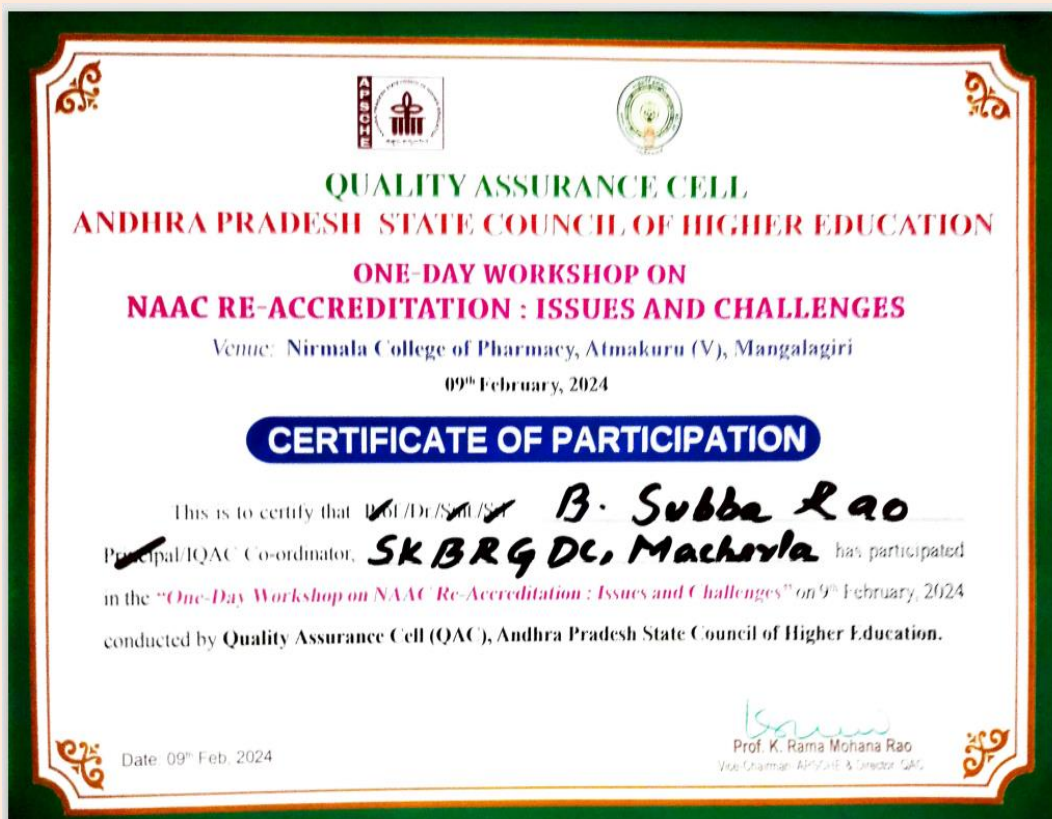 APSCHE
QUALITY ASSURANCE CELL
ANDHRA PRADESH STATE COUNCIL OF HIGHER EDUCATION
ONE-DAY WORKSHOP ON
NAAC RE-ACCREDITATION : ISSUES AND CHALLENGES
Venue: Nirmala College of Pharmacy, Atmakuru (V), Mangalagiri
09th February, 2024
CERTIFICATE OF PARTICIPATION
This is to certify that Prof/Dr/Smt./Sri B. Subba Rao
Principal/IQAC Co-ordinator, SKBRGDC, Macherla has participated
in the "One-Day Workshop on NAAC Re-Accreditation : Issues and Challenges" on 9th February, 2024
conducted by Quality Assurance Cell (QAC), Andhra Pradesh State Council of Higher Education.
Date: 09th Feb, 2024
Prof. K. Rama Mohana Rao
Vice-Chairman, APSCHE & Director, QAC